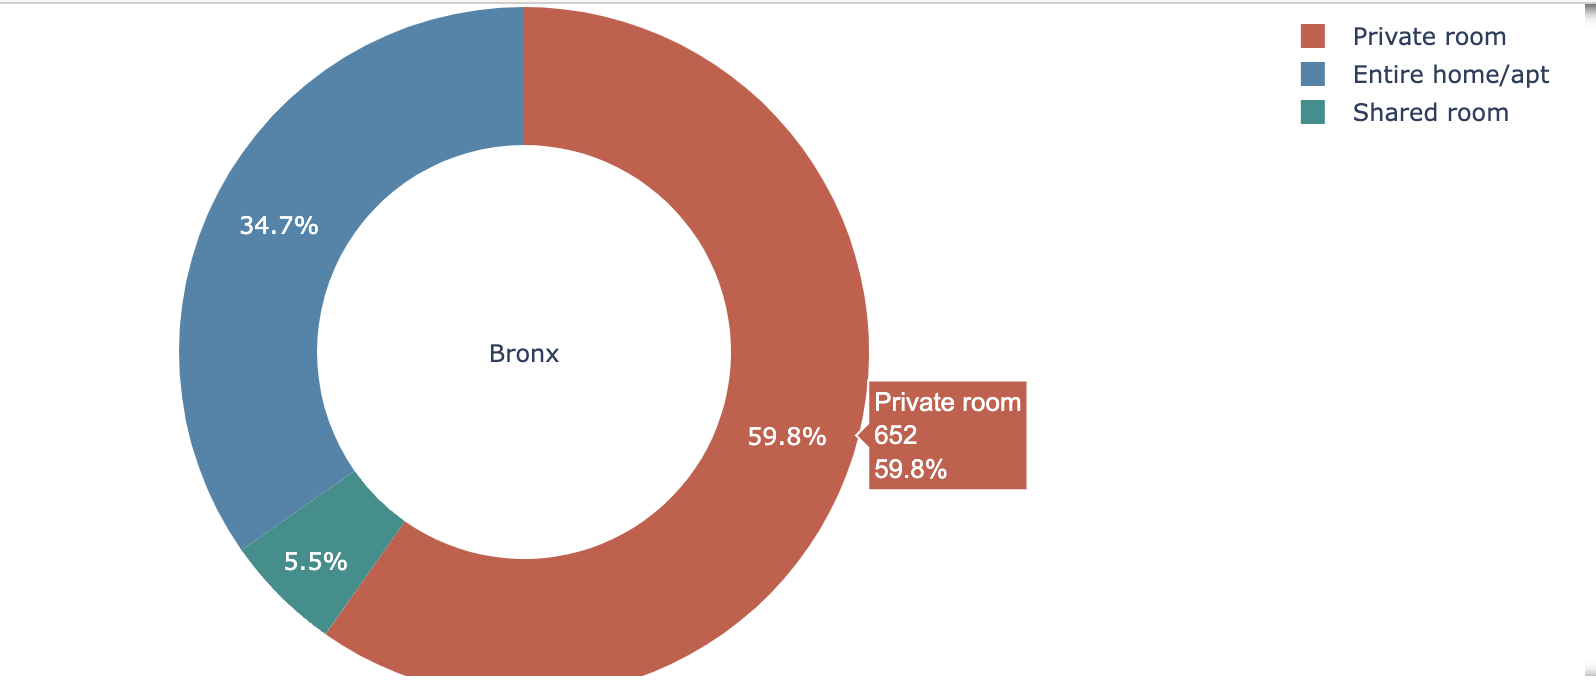 Private room
Entire home/apt
Shared room
34.7%
Bronx
59.8%
Private room
652
59.8%
5.5%